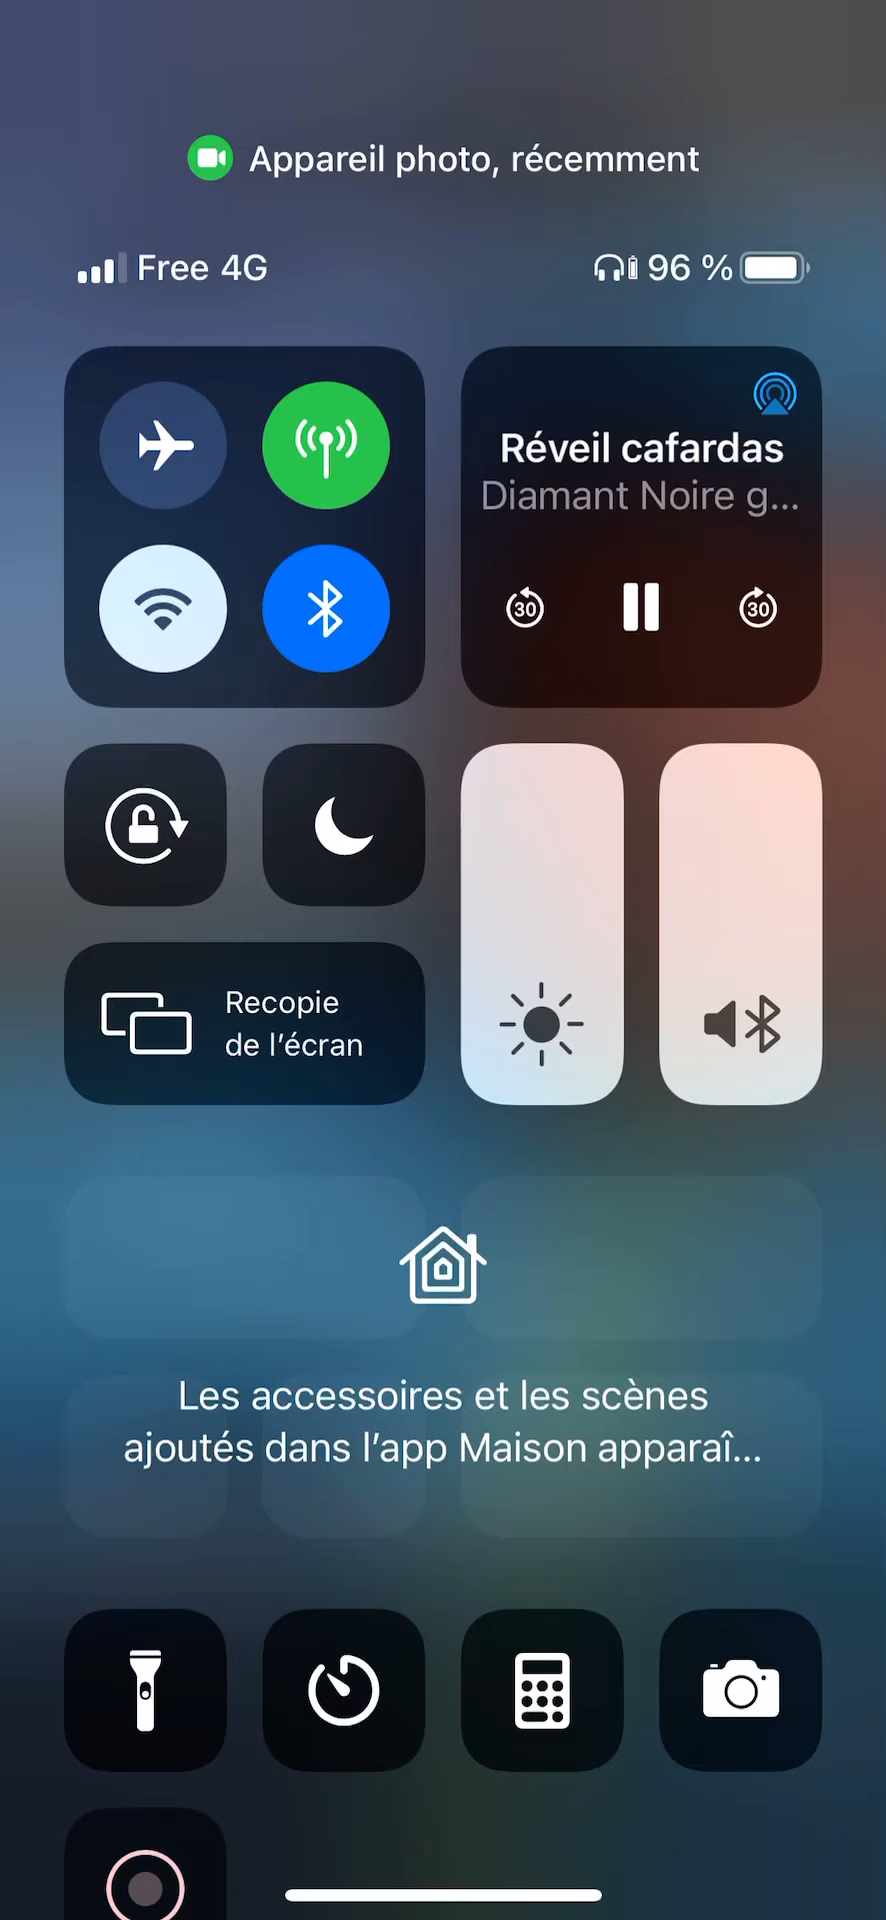 Appareil photo, récemment
Free 4G
96 %
Réveil cafardas
Diamant Noire g...
30
30
Recopie
de l’écran
Les accessoires et les scènes
ajoutés dans l’app Maison apparaî...